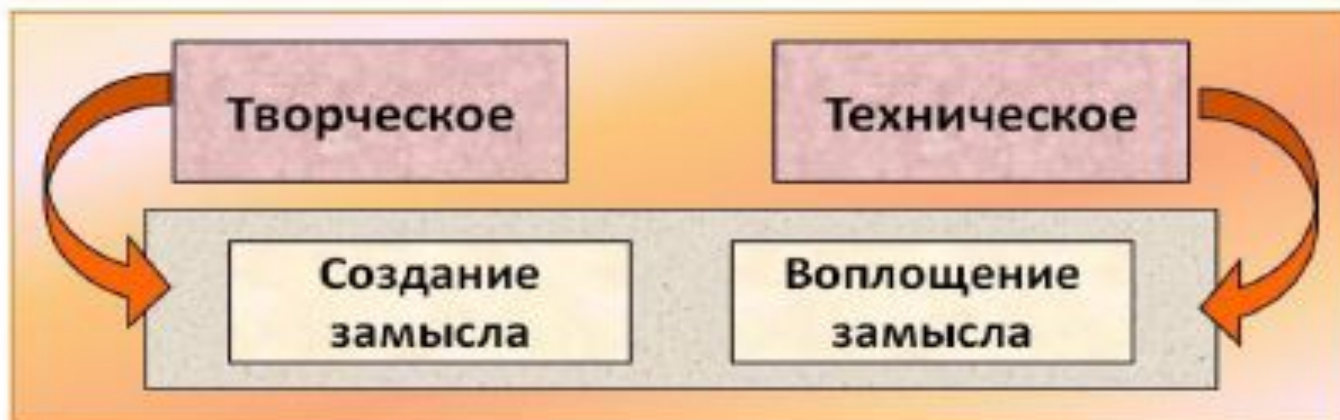 Творческое
Техническое
Создание
замысла
Воплощение
замысла